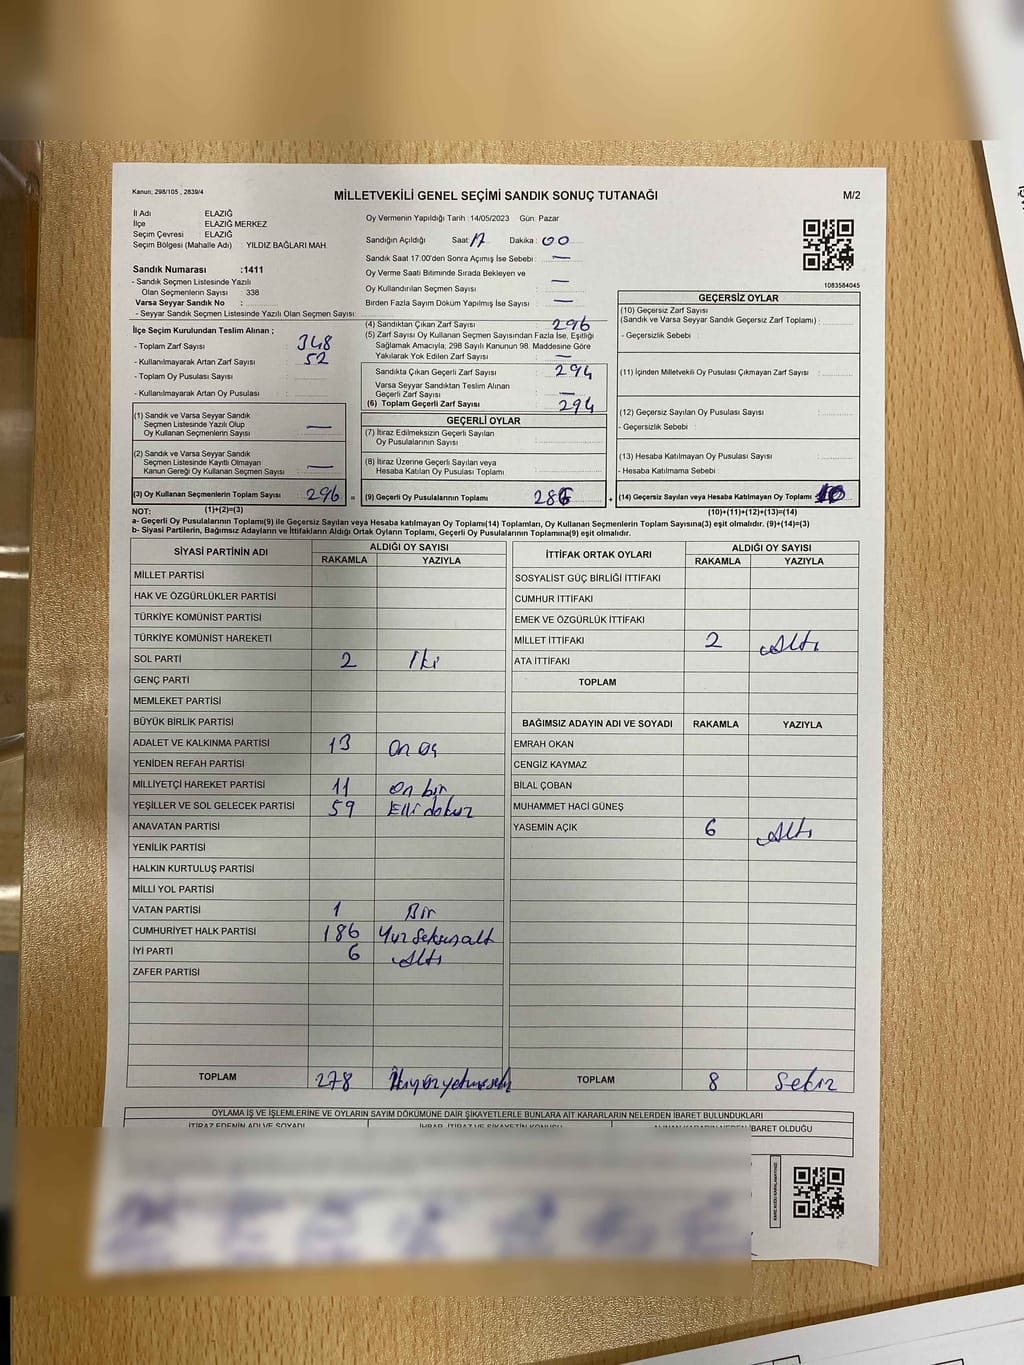 Kanun; 298/105 , 2839/4
MİLLETVEKİLİ GENEL SEÇİMİ SANDIK SONUÇ TUTANAĞI
M/2
İl Adı ELAZIĞ
İlçe ELAZIĞ MERKEZ
Seçim Çevresi : ELAZIĞ
Seçim Bölgesi (Mahalle Adı) : YILDIZ BAĞLARI MAH.
Sandık Numarası :1411
- Sandık Seçmen Listesinde Yazılı
Olan Seçmenlerin Sayısı : 338
Varsa Seyyar Sandık No :
- Seyyar Sandık Seçmen Listesinde Yazılı Olan Seçmen Sayısı:
Oy Vermenin Yapıldığı Tarih :14/05/2023 Gün: Pazar
Sandığın Açıldığı Saat: 17 Dakika: 00
Sandık Saat 17:00'den Sonra Açımış İse Sebebi : —
Oy Verme Saati Bitiminde Sırada Bekleyen ve
Oy Kullandırılan Seçmen Sayısı : —
Birden Fazla Sayım Döküm Yapılmış İse Sayısı : —
1083584045
İlçe Seçim Kurulundan Teslim Alınan ;
- Toplam Zarf Sayısı : 348
- Kullanılmayarak Artan Zarf Sayısı : 52
- Toplam Oy Pusulası Sayısı :
- Kullanılmayarak Artan Oy Pusulası :
(1) Sandık ve Varsa Seyyar Sandık
Seçmen Listesinde Yazılı Olup
Oy Kullanan Seçmenlerin Sayısı : —
(2) Sandık ve Varsa Seyyar Sandık
Seçmen Listesinde Kayıtlı Olmayan
Kanun Gereği Oy Kullanan Seçmen Sayısı : —
(3) Oy Kullanan Seçmenlerin Toplam Sayısı : 296 =
(4) Sandıktan Çıkan Zarf Sayısı : 296
(5) Zarf Sayısı Oy Kullanan Seçmen Sayısından Fazla İse, Eşitliği
Sağlamak Amacıyla; 298 Sayılı Kanunun 98. Maddesine Göre
Yakılarak Yok Edilen Zarf Sayısı : —
Sandıkta Çıkan Geçerli Zarf Sayısı : 294
Varsa Seyyar Sandıktan Teslim Alınan
Geçerli Zarf Sayısı : —
(6) Toplam Geçerli Zarf Sayısı : 294
GEÇERLİ OYLAR
(7) İtiraz Edilmeksizin Geçerli Sayılan
Oy Pusulalarının Sayısı :
(8) İtiraz Üzerine Geçerli Sayılan veya
Hesaba Katılan Oy Pusulası Toplamı :
(9) Geçerli Oy Pusulalarının Toplamı : 286 +
GEÇERSİZ OYLAR
(10) Geçersiz Zarf Sayısı
(Sandık ve Varsa Seyyar Sandık Geçersiz Zarf Toplamı) :
- Geçersizlik Sebebi :
(11) İçinden Milletvekili Oy Pusulası Çıkmayan Zarf Sayısı :
(12) Geçersiz Sayılan Oy Pusulası Sayısı :
- Geçersizlik Sebebi :
(13) Hesaba Katılmayan Oy Pusulası Sayısı :
- Hesaba Katılmama Sebebi :
(14) Geçersiz Sayılan veya Hesaba Katılmayan Oy Toplamı : 10
NOT: (1)+(2)=(3) (10)+(11)+(12)+(13)=(14)
a- Geçerli Oy Pusulalarının Toplamı(9) ile Geçersiz Sayılan veya Hesaba katılmayan Oy Toplamı(14) Toplamları, Oy Kullanan Seçmenlerin Toplam Sayısına(3) eşit olmalıdır. (9)+(14)=(3)
b- Siyasi Partilerin, Bağımsız Adayların ve İttifakların Aldığı Ortak Oyların Toplamı, Geçerli Oy Pusulalarının Toplamına(9) eşit olmalıdır.
SİYASİ PARTİNİN ADI ALDIĞI OY SAYISI
RAKAMLA YAZIYLA
MİLLET PARTİSİ
HAK VE ÖZGÜRLÜKLER PARTİSİ
TÜRKİYE KOMÜNİST PARTİSİ
TÜRKİYE KOMÜNİST HAREKETİ
SOL PARTİ 2 İki
GENÇ PARTİ
MEMLEKET PARTİSİ
BÜYÜK BİRLİK PARTİSİ
ADALET VE KALKINMA PARTİSİ 13 On üç
YENİDEN REFAH PARTİSİ
MİLLİYETÇİ HAREKET PARTİSİ 11 On bir
YEŞİLLER VE SOL GELECEK PARTİSİ 59 Elli dokuz
ANAVATAN PARTİSİ
YENİLİK PARTİSİ
HALKIN KURTULUŞ PARTİSİ
MİLLİ YOL PARTİSİ
VATAN PARTİSİ 1 Bir
CUMHURİYET HALK PARTİSİ 186 Yüz seksen altı
İYİ PARTİ 6 Altı
ZAFER PARTİSİ
TOPLAM 278
İTTİFAK ORTAK OYLARI ALDIĞI OY SAYISI
RAKAMLA YAZIYLA
SOSYALİST GÜÇ BİRLİĞİ İTTİFAKI
CUMHUR İTTİFAKI
EMEK VE ÖZGÜRLÜK İTTİFAKI
MİLLET İTTİFAKI 2 Altı
ATA İTTİFAKI
TOPLAM
BAĞIMSIZ ADAYIN ADI VE SOYADI RAKAMLA YAZIYLA
EMRAH OKAN
CENGİZ KAYMAZ
BİLAL ÇOBAN
MUHAMMET HACİ GÜNEŞ
YASEMİN AÇIK 6 Altı
TOPLAM 8 Sekiz
OYLAMA İŞ VE İŞLEMLERİNE VE OYLARIN SAYIM DÖKÜMÜNE DAİR ŞİKAYETLERLE BUNLARA AİT KARARLARIN NELERDEN İBARET BULUNDUKLARI
İTİRAZ EDENİN ADI VE SOYADI
İBARET OLDUĞU